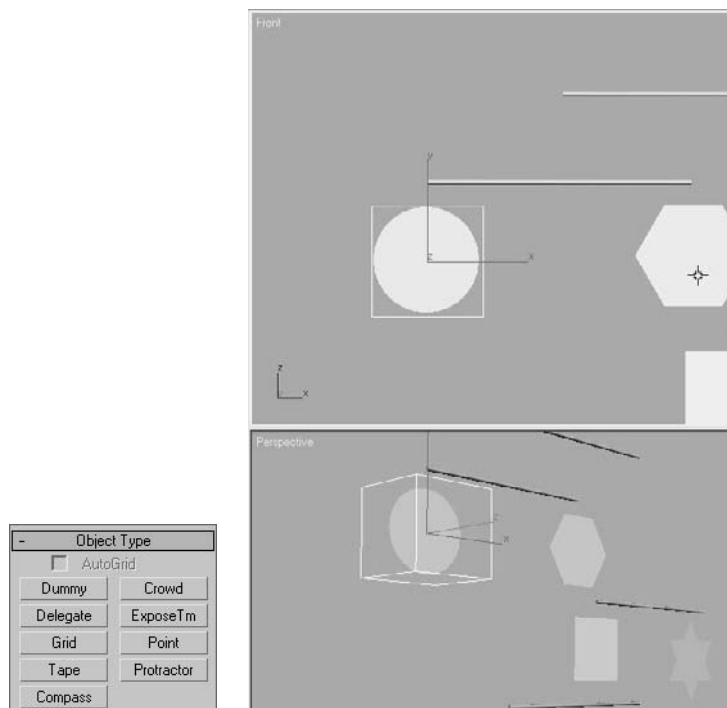 Front
y
z
x
z
x
Perspective
z
x
- Object Type
AutoGrid
Dummy Crowd
Delegate ExposeTm
Grid Point
Tape Protractor
Compass